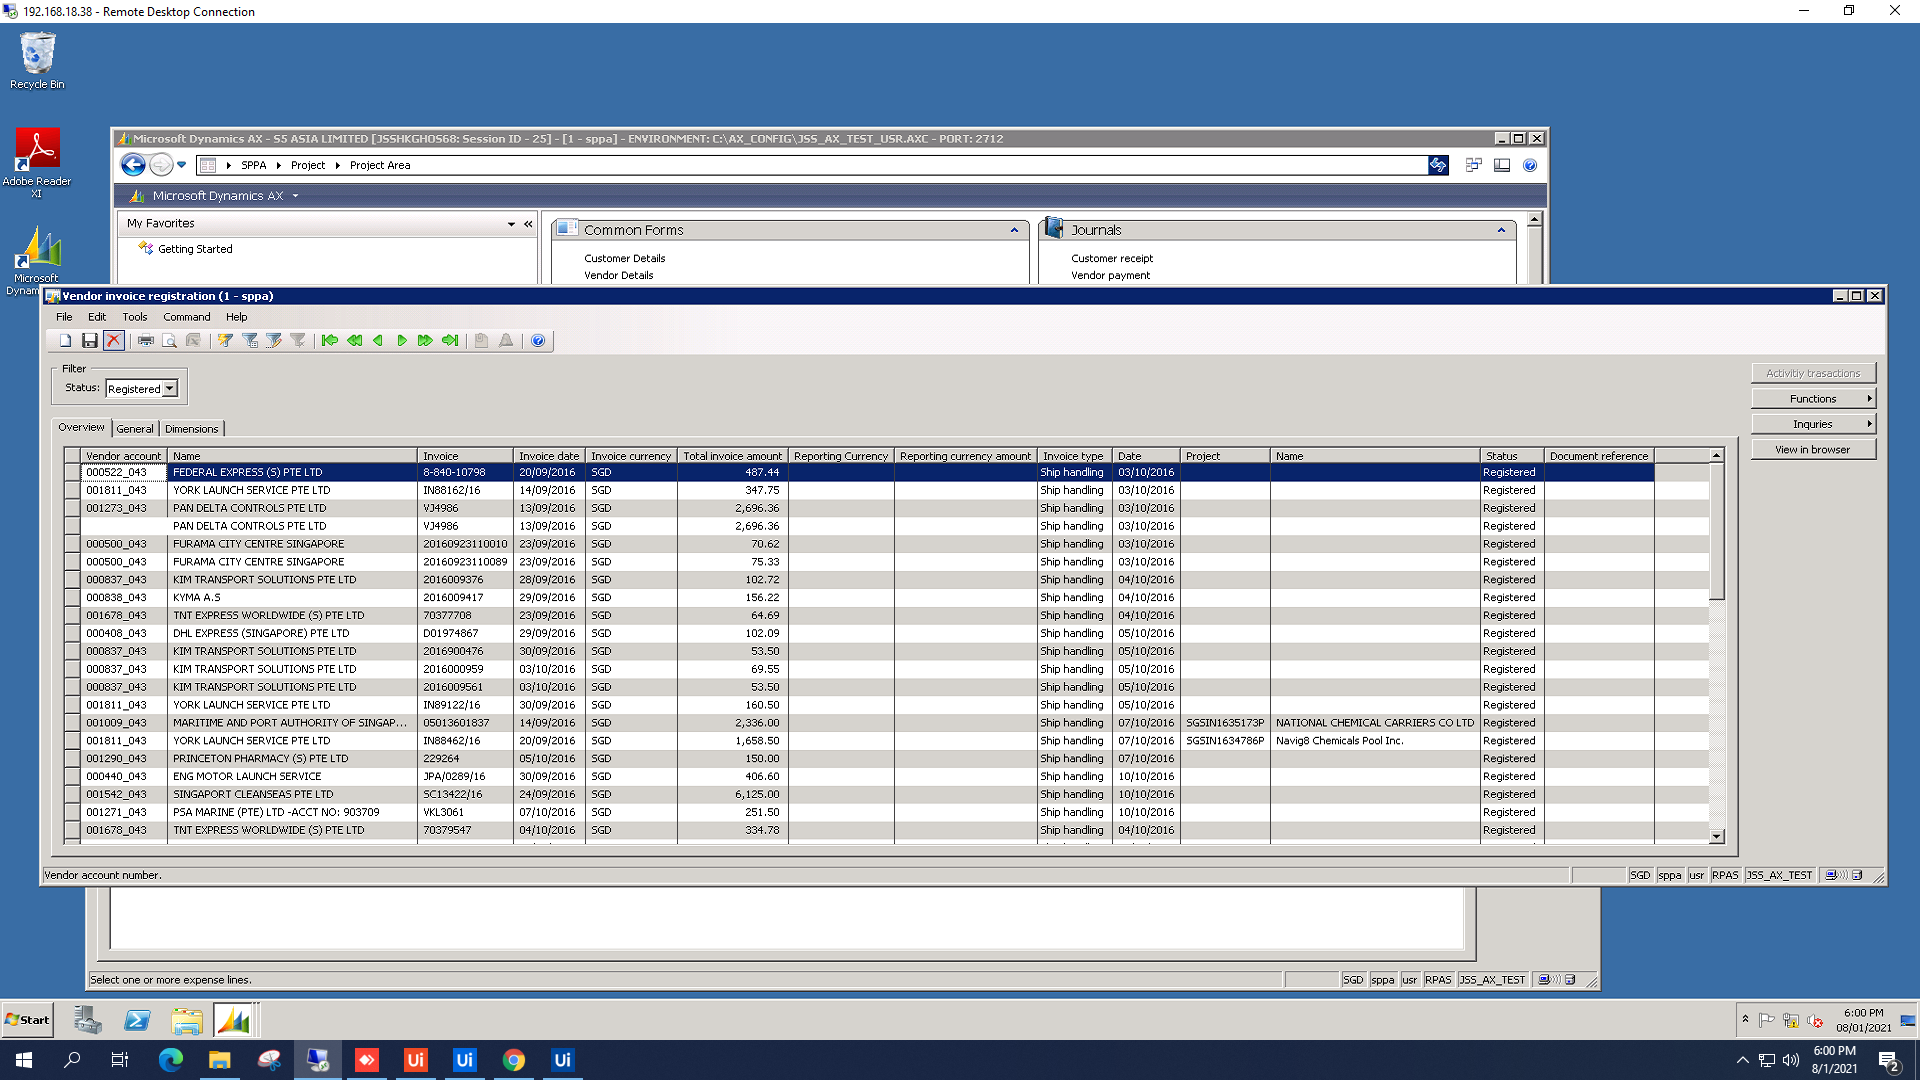 192.168.18.38 - Remote Desktop Connection
Recycle Bin
Adobe Reader
XI
Microsoft
Dynam
Microsoft Dynamics AX - S5 ASIA LIMITED [JSSHKGHOS68: Session ID - 25] - [1 - sppa] - ENVIRONMENT: C:\AX_CONFIG\JSS_AX_TEST_USR.AXC - PORT: 2712
SPPA Project Project Area
Microsoft Dynamics AX
My Favorites
Getting Started
Common Forms
Customer Details
Vendor Details
Journals
Customer receipt
Vendor payment
Vendor invoice registration (1 - sppa)
File Edit Tools Command Help
Filter
Status: Registered
Activitiy trasactions
Functions
Inquries
View in browser
Overview General Dimensions
Vendor account Name Invoice Invoice date Invoice currency Total invoice amount Reporting Currency Reporting currency amount Invoice type Date Project Name Status Document reference
000522_043 FEDERAL EXPRESS (S) PTE LTD 8-840-10798 20/09/2016 SGD 487.44 Ship handling 03/10/2016 Registered
001811_043 YORK LAUNCH SERVICE PTE LTD IN88162/16 14/09/2016 SGD 347.75 Ship handling 03/10/2016 Registered
001273_043 PAN DELTA CONTROLS PTE LTD VJ4986 13/09/2016 SGD 2,696.36 Ship handling 03/10/2016 Registered
PAN DELTA CONTROLS PTE LTD VJ4986 13/09/2016 SGD 2,696.36 Ship handling 03/10/2016 Registered
000500_043 FURAMA CITY CENTRE SINGAPORE 20160923110010 23/09/2016 SGD 70.62 Ship handling 03/10/2016 Registered
000500_043 FURAMA CITY CENTRE SINGAPORE 20160923110089 23/09/2016 SGD 75.33 Ship handling 03/10/2016 Registered
000837_043 KIM TRANSPORT SOLUTIONS PTE LTD 2016009376 28/09/2016 SGD 102.72 Ship handling 04/10/2016 Registered
000838_043 KYMA A.S 2016009417 29/09/2016 SGD 156.22 Ship handling 04/10/2016 Registered
001678_043 TNT EXPRESS WORLDWIDE (S) PTE LTD 70377708 23/09/2016 SGD 64.69 Ship handling 04/10/2016 Registered
000408_043 DHL EXPRESS (SINGAPORE) PTE LTD D01974867 29/09/2016 SGD 102.09 Ship handling 05/10/2016 Registered
000837_043 KIM TRANSPORT SOLUTIONS PTE LTD 2016900476 30/09/2016 SGD 53.50 Ship handling 05/10/2016 Registered
000837_043 KIM TRANSPORT SOLUTIONS PTE LTD 2016000959 03/10/2016 SGD 69.55 Ship handling 05/10/2016 Registered
000837_043 KIM TRANSPORT SOLUTIONS PTE LTD 2016009561 03/10/2016 SGD 53.50 Ship handling 05/10/2016 Registered
001811_043 YORK LAUNCH SERVICE PTE LTD IN89122/16 30/09/2016 SGD 160.50 Ship handling 05/10/2016 Registered
001009_043 MARITIME AND PORT AUTHORITY OF SINGAP... 05013601837 14/09/2016 SGD 2,336.00 Ship handling 07/10/2016 SGSIN1635173P NATIONAL CHEMICAL CARRIERS CO LTD Registered
001811_043 YORK LAUNCH SERVICE PTE LTD IN88462/16 20/09/2016 SGD 1,658.50 Ship handling 07/10/2016 SGSIN1634786P Navig8 Chemicals Pool Inc. Registered
001290_043 PRINCETON PHARMACY (S) PTE LTD 229264 05/10/2016 SGD 150.00 Ship handling 07/10/2016 Registered
000440_043 ENG MOTOR LAUNCH SERVICE JPA/0289/16 30/09/2016 SGD 406.60 Ship handling 10/10/2016 Registered
001542_043 SINGAPORT CLEANSEAS PTE LTD SC13422/16 24/09/2016 SGD 6,125.00 Ship handling 10/10/2016 Registered
001271_043 PSA MARINE (PTE) LTD -ACCT NO: 903709 VKL3061 07/10/2016 SGD 251.50 Ship handling 10/10/2016 Registered
001678_043 TNT EXPRESS WORLDWIDE (S) PTE LTD 70379547 04/10/2016 SGD 334.78 Ship handling 04/10/2016 Registered
Vendor account number. SGD sppa usr RPAS JSS_AX_TEST
Select one or more expense lines. SGD sppa usr RPAS JSS_AX_TEST
Start
6:00 PM
08/01/2021
Ui Ui Ui
6:00 PM
8/1/2021
2